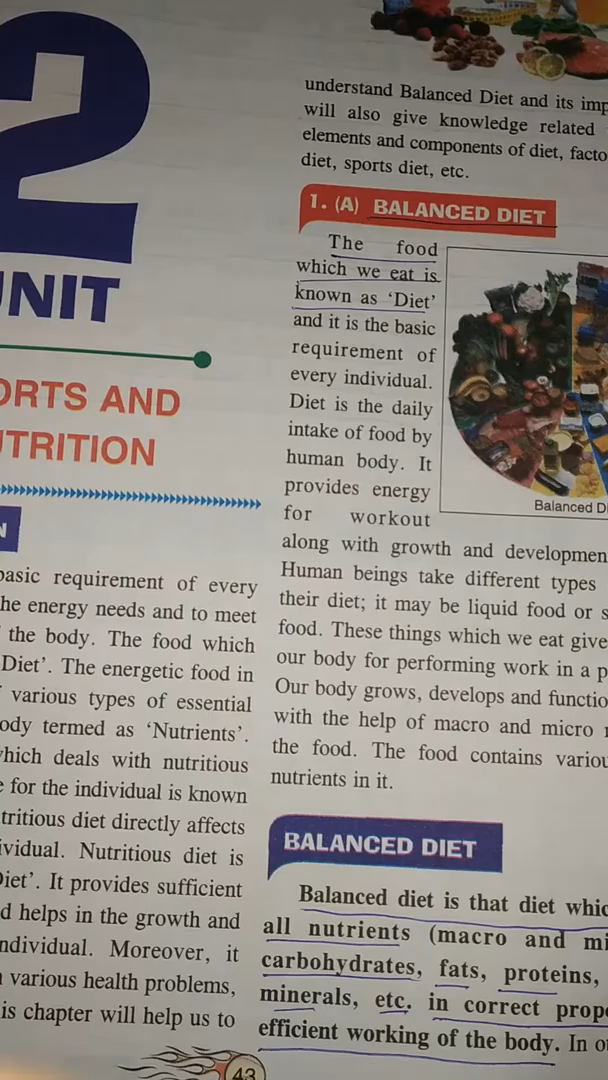 2
UNIT
ORTS AND
UTRITION
basic requirement of every
he energy needs and to meet
the body. The food which
Diet’. The energetic food in
various types of essential
ody termed as ‘Nutrients’.
which deals with nutritious
for the individual is known
tritious diet directly affects
ividual. Nutritious diet is
Diet’. It provides sufficient
d helps in the growth and
ndividual. Moreover, it
various health problems,
is chapter will help us to
43
understand Balanced Diet and its imp
will also give knowledge related
elements and components of diet, facto
diet, sports diet, etc.
1. (A) BALANCED DIET
The food
which we eat is
known as ‘Diet’
and it is the basic
requirement of
every individual.
Diet is the daily
intake of food by
human body. It
provides energy
for workout
Balanced D
along with growth and developmen
Human beings take different types
their diet; it may be liquid food or s
food. These things which we eat give
our body for performing work in a p
Our body grows, develops and functio
with the help of macro and micro
the food. The food contains variou
nutrients in it.
BALANCED DIET
Balanced diet is that diet whic
all nutrients (macro and mi
carbohydrates, fats, proteins,
minerals, etc. in correct prop
efficient working of the body. In o